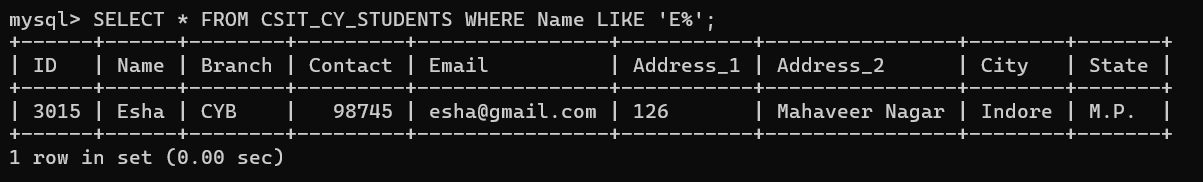 mysql> SELECT * FROM CSIT_CY_STUDENTS WHERE Name LIKE 'E%';
+------+------+--------+---------+----------------+-----------+----------------+--------+-------+
| ID   | Name | Branch | Contact | Email          | Address_1 | Address_2      | City   | State |
+------+------+--------+---------+----------------+-----------+----------------+--------+-------+
| 3015 | Esha | CYB    |   98745 | esha@gmail.com | 126       | Mahaveer Nagar | Indore | M.P.  |
+------+------+--------+---------+----------------+-----------+----------------+--------+-------+
1 row in set (0.00 sec)